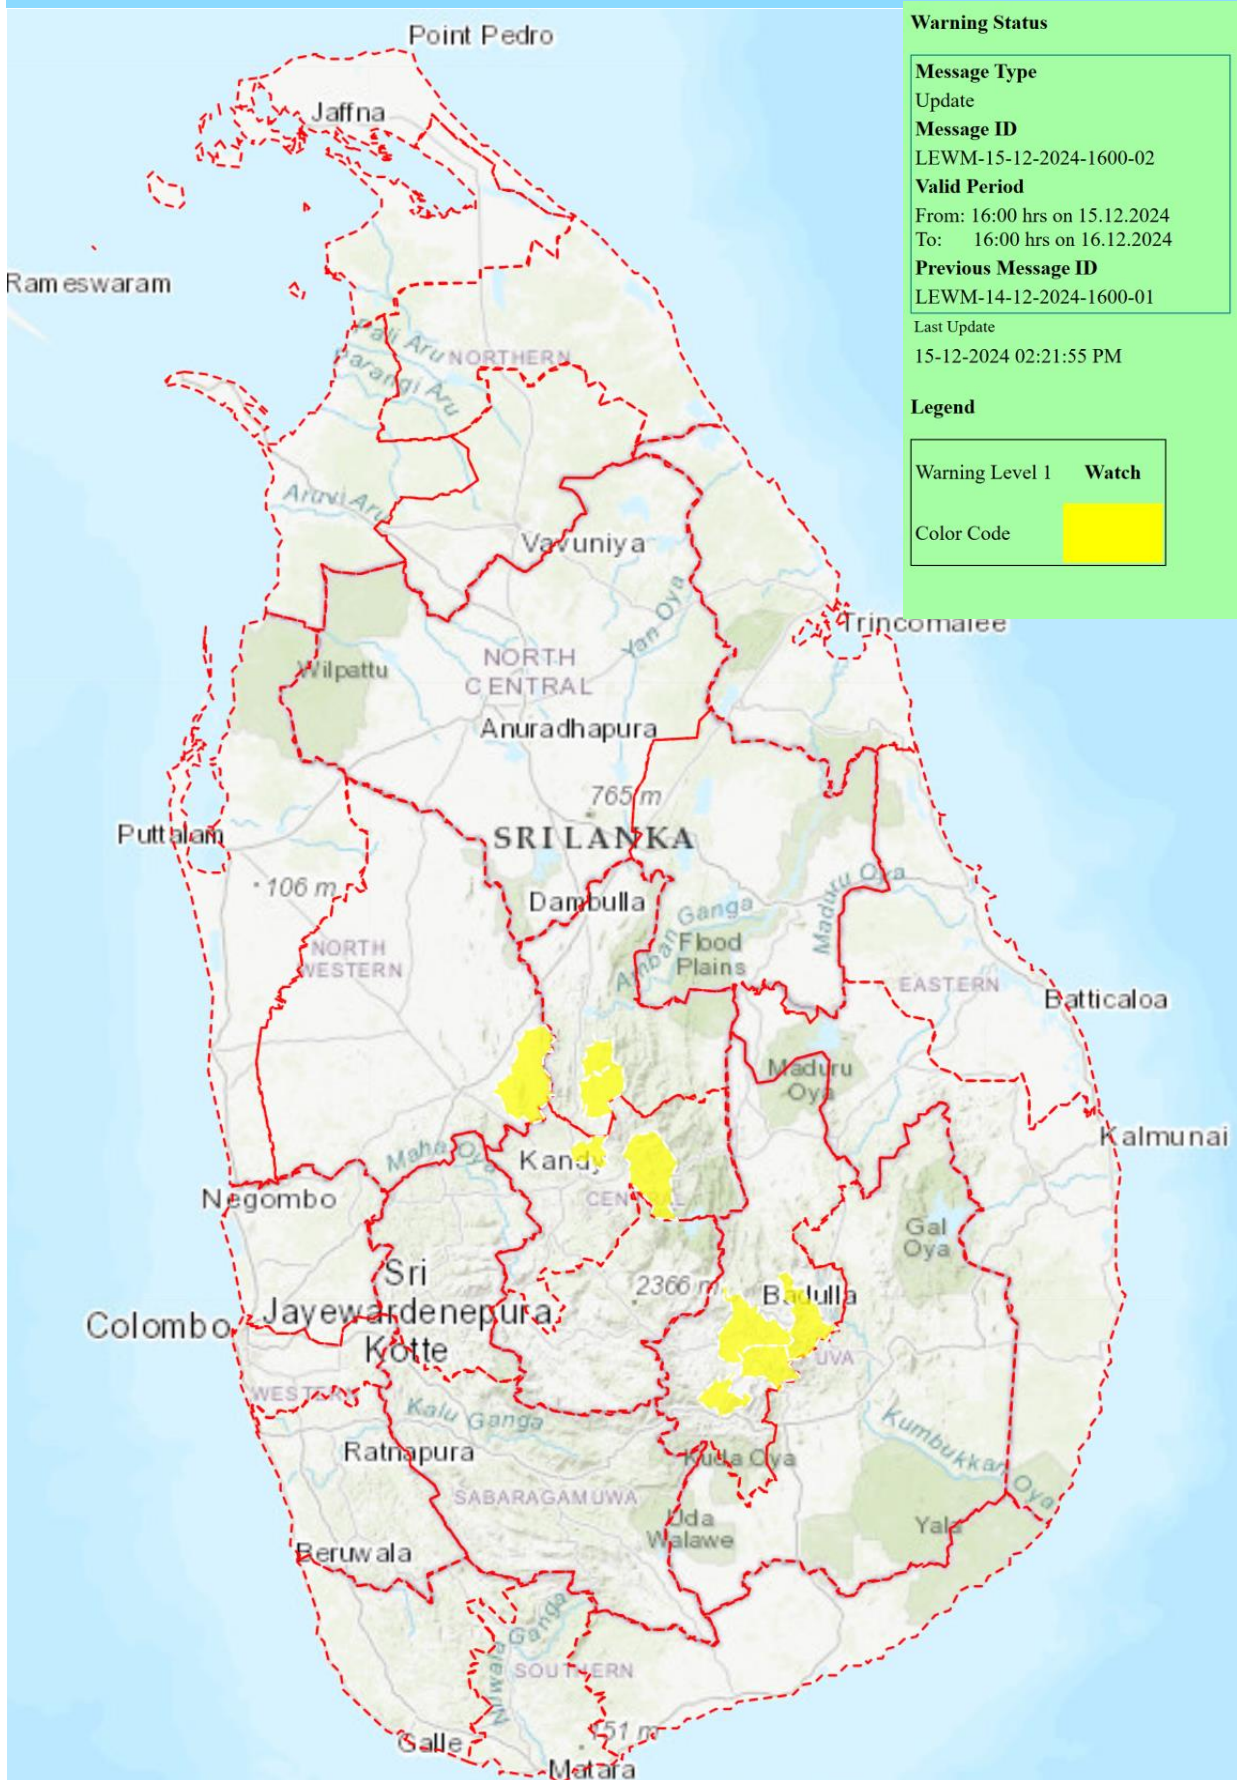 Warning Status
Message Type
Update
Message ID
LEWM-15-12-2024-1600-02
Valid Period
From: 16:00 hrs on 15.12.2024
To: 16:00 hrs on 16.12.2024
Previous Message ID
LEWM-14-12-2024-1600-01
Last Update
15-12-2024 02:21:55 PM
Legend
Warning Level 1 Watch
Color Code
Point Pedro
Jaffna
Rameswaram
Pali Aru
Parangi Aru
NORTHERN
Aruvi Aru
Vavuniya
Yan Oya
Trincomalee
Wilpattu
NORTH
CENTRAL
Anuradhapura
765 m
Puttalam
SRI LANKA
106 m
Dambulla
Maduru Oya
Amban Ganga
Flood
Plains
NORTH
WESTERN
EASTERN
Batticaloa
Maduru
Oya
Kalmunai
Maha Oya
Kandy
CENTRAL
Negombo
Gal
Oya
Sri
Jayewardenepura
Kotte
2366 m
Badulla
Colombo
UVA
WESTERN
Kalu Ganga
Kumbukkan Oya
Ratnapura
Kuda Oya
SABARAGAMUWA
Uda
Walawe
Yala
Beruwala
Nilwala Ganga
SOUTHERN
151 m
Galle
Matara